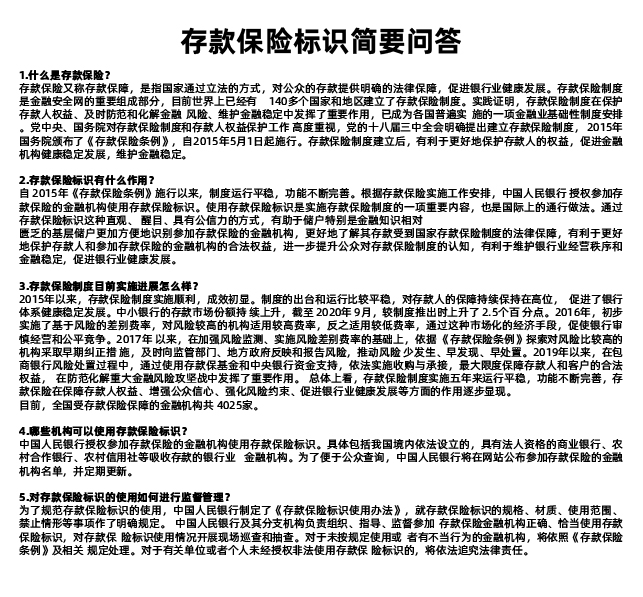 存款保险标识简要问答
1.什么是存款保险?
存款保险又称存款保障，是指国家通过立法的方式，对公众的存款提供明确的法律保障，促进银行业健康发展。存款保险制度
是金融安全网的重要组成部分，目前世界上已经有 140多个国家和地区建立了存款保险制度。实践证明，存款保险制度在保护
存款人权益、及时防范和化解金融 风险、维护金融稳定中发挥了重要作用，已成为各国普遍实 施的一项金融业基础性制度安排
。党中央、国务院对存款保险制度和存款人权益保护工作 高度重视，党的十八届三中全会明确提出建立存款保险制度， 2015年
国务院颁布了《存款保险条例》，自2015年5月1日起施行。存款保险制度建立后，有利于更好地保护存款人的权益，促进金融
机构健康稳定发展，维护金融稳定。
2.存款保险标识有什么作用?
自 2015年《存款保险条例》施行以来，制度运行平稳，功能不断完善。根据存款保险实施工作安排，中国人民银行 授权参加存
款保险的金融机构使用存款保险标识。使用存款保险标识是实施存款保险制度的一项重要内容，也是国际上的通行做法。通过
存款保险标识这种直观、 醒目、具有公信力的方式，有助于储户特别是金融知识相对
匮乏的基层储户更加方便地识别参加存款保险的金融机构，更好地了解其存款受到国家存款保险制度的法律保障，有利于更好
地保护存款人和参加存款保险的金融机构的合法权益，进一步提升公众对存款保险制度的认知，有利于维护银行业经营秩序和
金融稳定，促进银行业健康发展。
3.存款保险制度目前实施进展怎么样?
2015年以来，存款保险制度实施顺利，成效初显。制度的出台和运行比较平稳，对存款人的保障持续保持在高位， 促进了银行
体系健康稳定发展。中小银行的存款市场份额持 续上升，截至 2020年 9月，较制度推出时上升了 2.5个百 分点。2016年，初步
实施了基于风险的差别费率，对风险较高的机构适用较高费率，反之适用较低费率，通过这种市场化的经济手段，促使银行审
慎经营和公平竞争。2017年 以来，在加强风险监测、实施风险差别费率的基础上，依据 《存款保险条例》探索对风险比较高的
机构采取早期纠正措 施，及时向监管部门、地方政府反映和报告风险，推动风险 少发生、早发现、早处置。2019年以来，在包
商银行风险处置过程中，通过使用存款保基金和中央银行资金支持，依法实施收购与承接，最大限度保障存款人和客户的合法
权益， 在防范化解重大金融风险攻坚战中发挥了重要作用。 总体上看，存款保险制度实施五年来运行平稳，功能不断完善，存
款保险在保障存款人权益、增强公众信心、强化风险约束、促进银行业健康发展等方面的作用逐步显现。
目前，全国受存款保险保障的金融机构共 4025家。
4.哪些机构可以使用存款保险标识?
中国人民银行授权参加存款保险的金融机构使用存款保险标识。具体包括我国境内依法设立的，具有法人资格的商业银行、农
村合作银行、农村信用社等吸收存款的银行业 金融机构。为了便于公众查询，中国人民银行将在网站公布参加存款保险的金融
机构名单，并定期更新。
5.对存款保险标识的使用如何进行监督管理?
为了规范存款保险标识的使用，中国人民银行制定了《存款保险标识使用办法》，就存款保险标识的规格、材质、使用范围、
禁止情形等事项作了明确规定。 中国人民银行及其分支机构负责组织、指导、监督参加 存款保险金融机构正确、恰当使用存款
保险标识，对存款保 险标识使用情况开展现场巡查和抽查。对于未按规定使用或 者有不当行为的金融机构，将依照《存款保险
条例》及相关 规定处理。对于有关单位或者个人未经授权非法使用存款保 险标识的，将依法追究法律责任。